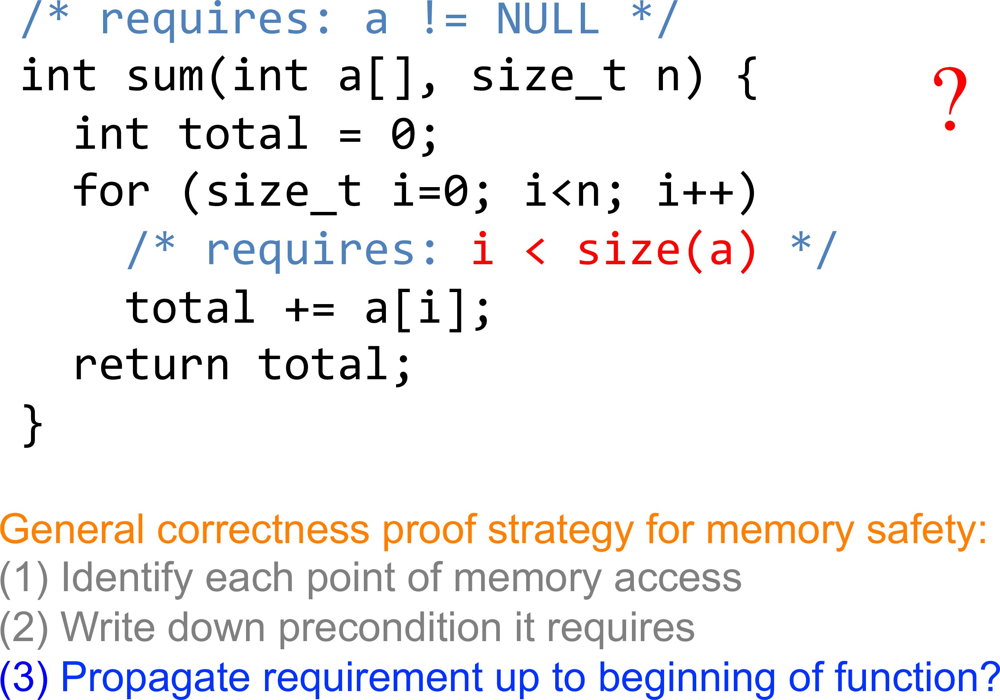 /* requires: a != NULL */
int sum(int a[], size_t n) {
?
int total = 0;
for (size_t i=0; i<n; i++)
/* requires: i < size(a) */
total += a[i];
return total;
}
General correctness proof strategy for memory safety:
(1) Identify each point of memory access
(2) Write down precondition it requires
(3) Propagate requirement up to beginning of function?